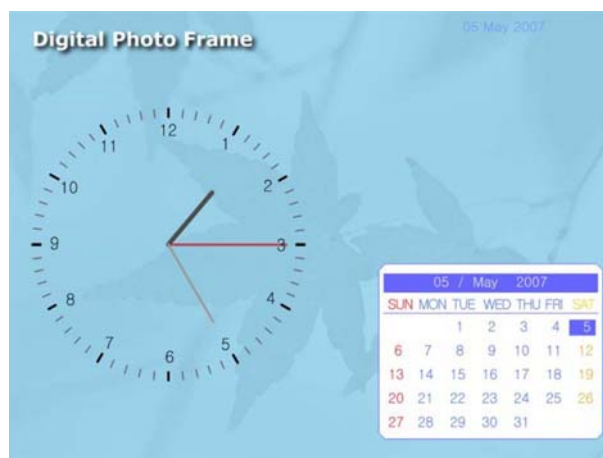 Digital Photo Frame
05 May 2007
12
11 1
10 2
9 3
8 4
7 5
6
05 / May 2007
SUN MON TUE WED THU FRI SAT
1 2 3 4 5
6 7 8 9 10 11 12
13 14 15 16 17 18 19
20 21 22 23 24 25 26
27 28 29 30 31